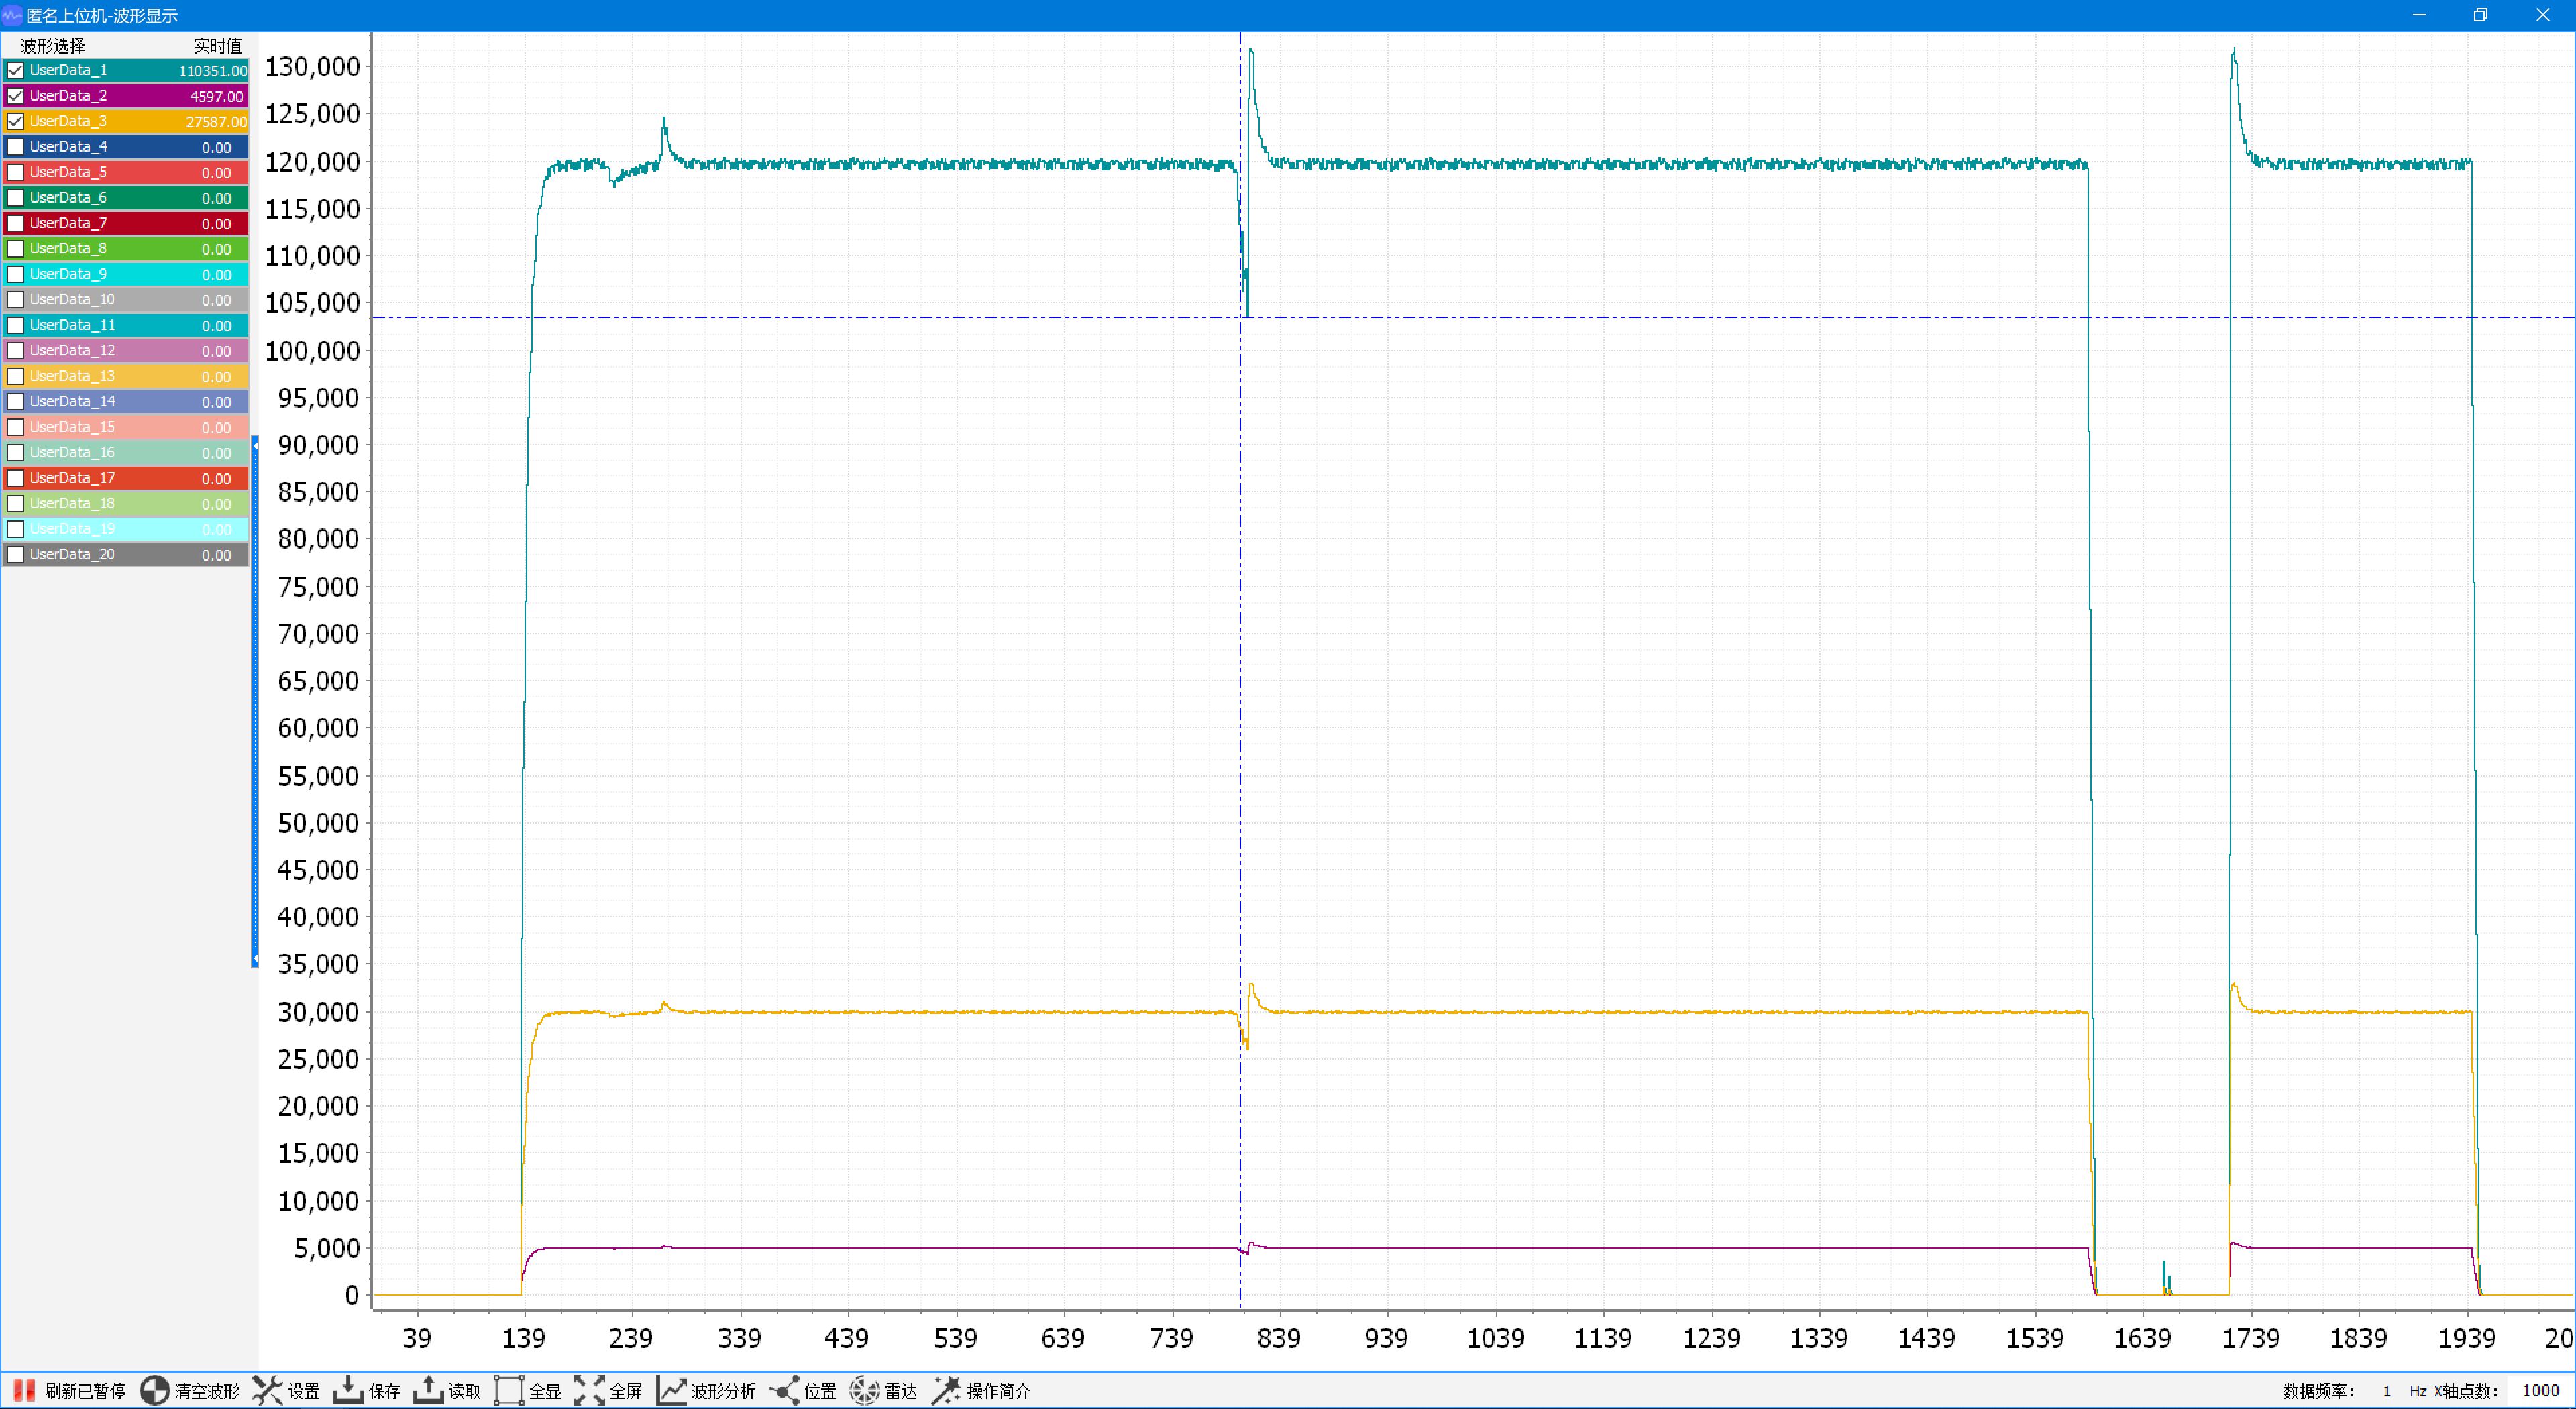 匿名上位机-波形显示
波形选择 实时值
UserData_1 110351.00
UserData_2 4597.00
UserData_3 27587.00
UserData_4 0.00
UserData_5 0.00
UserData_6 0.00
UserData_7 0.00
UserData_8 0.00
UserData_9 0.00
UserData_10 0.00
UserData_11 0.00
UserData_12 0.00
UserData_13 0.00
UserData_14 0.00
UserData_15 0.00
UserData_16 0.00
UserData_17 0.00
UserData_18 0.00
UserData_19 0.00
UserData_20 0.00
130,000
125,000
120,000
115,000
110,000
105,000
100,000
95,000
90,000
85,000
80,000
75,000
70,000
65,000
60,000
55,000
50,000
45,000
40,000
35,000
30,000
25,000
20,000
15,000
10,000
5,000
0
39 139 239 339 439 539 639 739 839 939 1039 1139 1239 1339 1439 1539 1639 1739 1839 1939 20
刷新已暂停 清空波形 设置 保存 读取 全显 全屏 波形分析 位置 雷达 操作简介 数据频率： 1 Hz X轴点数： 1000